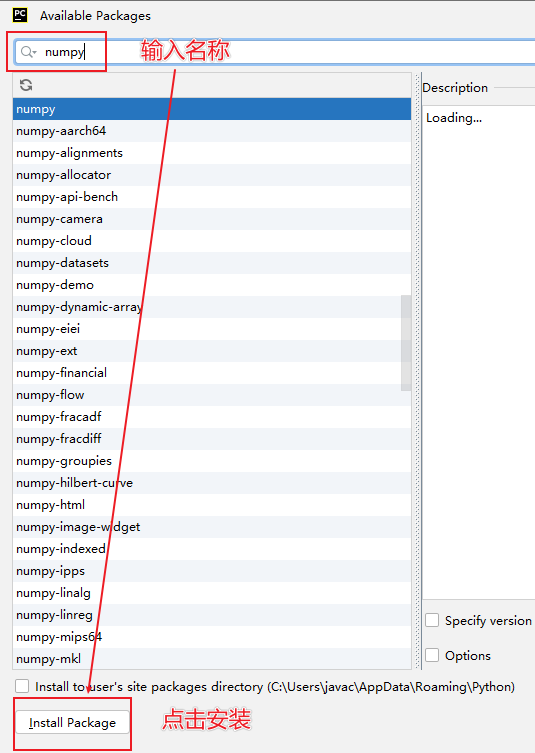 PC Available Packages
numpy
输入名称
Description
numpy
Loading...
numpy-aarch64
numpy-alignments
numpy-allocator
numpy-api-bench
numpy-camera
numpy-cloud
numpy-datasets
numpy-demo
numpy-dynamic-array
numpy-eiei
numpy-ext
numpy-financial
numpy-flow
numpy-fracadf
numpy-fracdiff
numpy-groupies
numpy-hilbert-curve
numpy-html
numpy-image-widget
numpy-indexed
numpy-ipps
numpy-linalg
numpy-linreg
numpy-mips64
numpy-mkl
Specify version
Options
Install to user's site packages directory (C:\Users\javac\AppData\Roaming\Python)
Install Package
点击安装